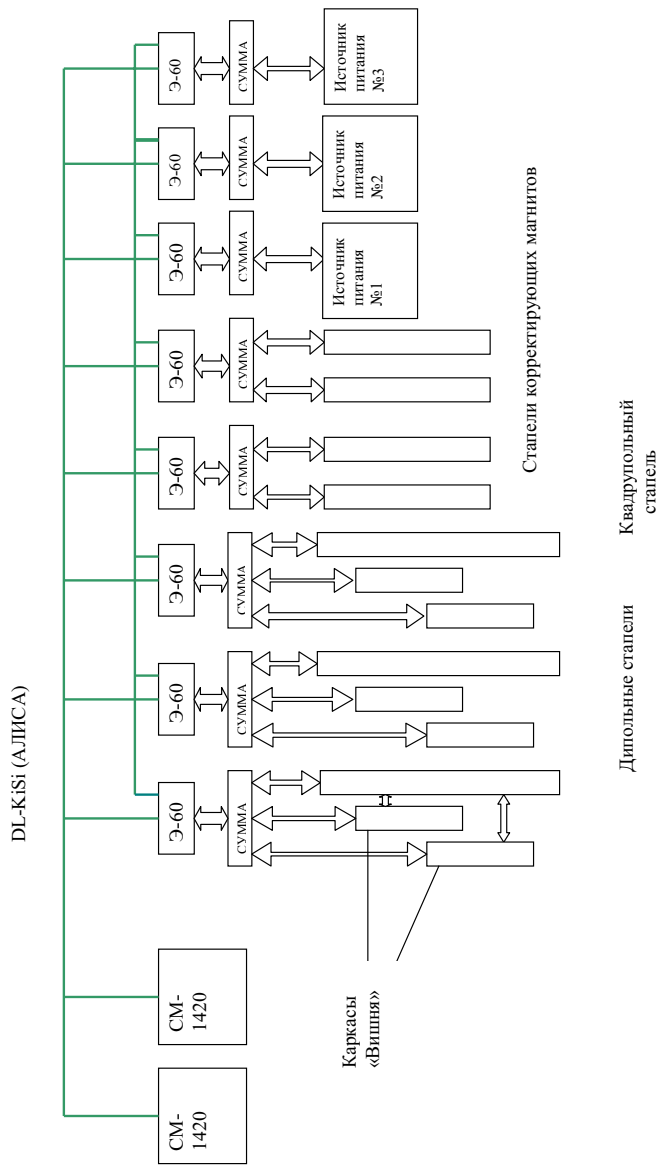 DL-KiSi (АЛИСА)
СМ-
1420
СМ-
1420
Э-60
Э-60
Э-60
Э-60
Э-60
Э-60
Э-60
Э-60
СУММА
СУММА
СУММА
СУММА
СУММА
СУММА
СУММА
СУММА
Источник
питания
№1
Источник
питания
№2
Источник
питания
№3
Каркасы
«Вишня»
Стапели корректирующих магнитов
Дипольные стапели
Квадрупольный
стапель